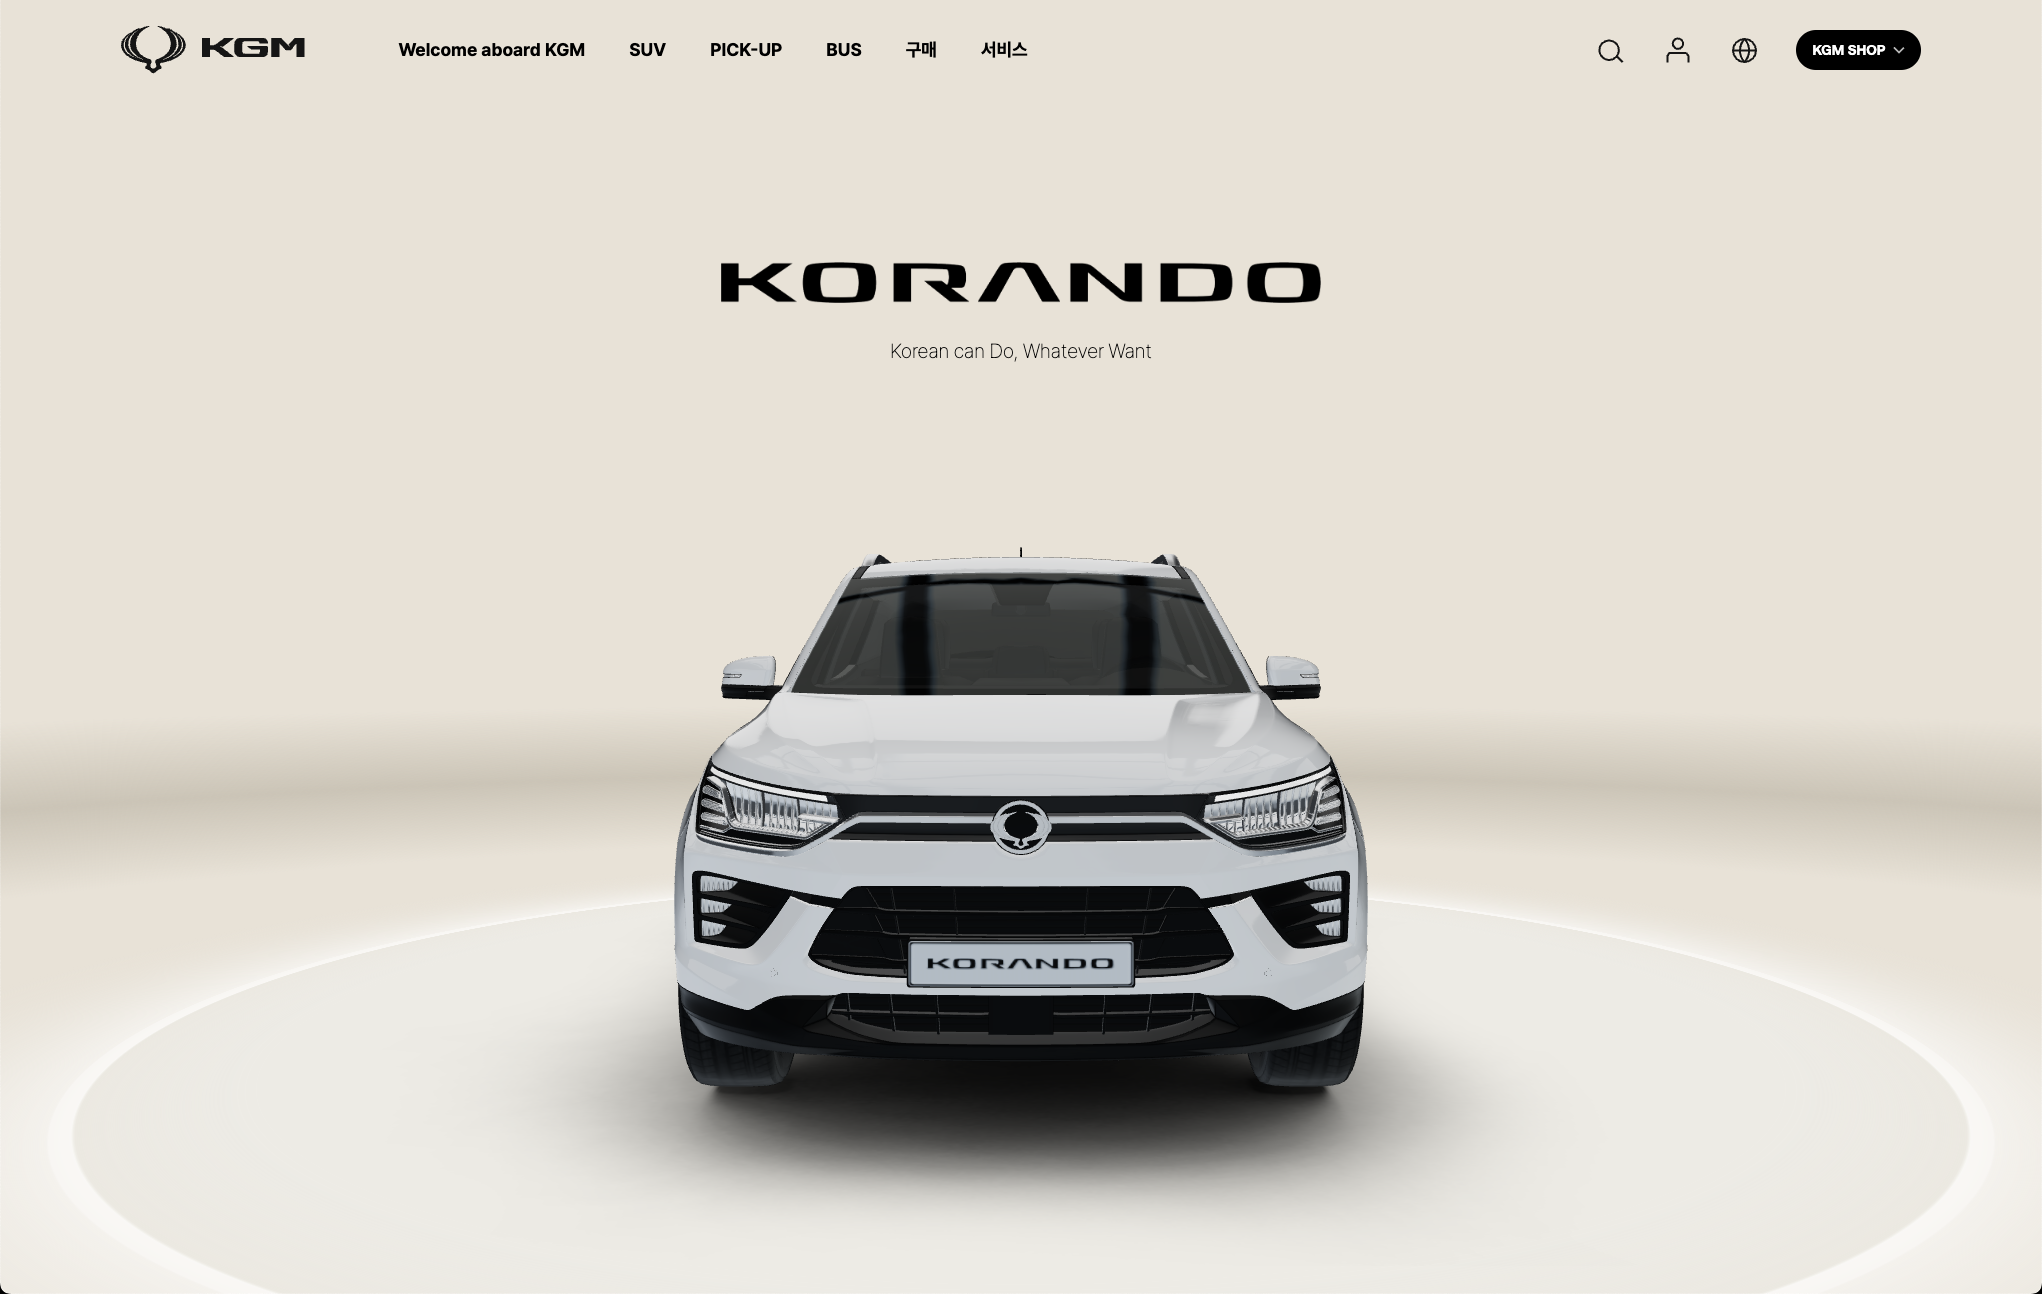 KGM
Welcome aboard KGM
SUV
PICK-UP
BUS
구매
서비스
KGM SHOP
KORANDO
Korean can Do, Whatever Want
KORANDO